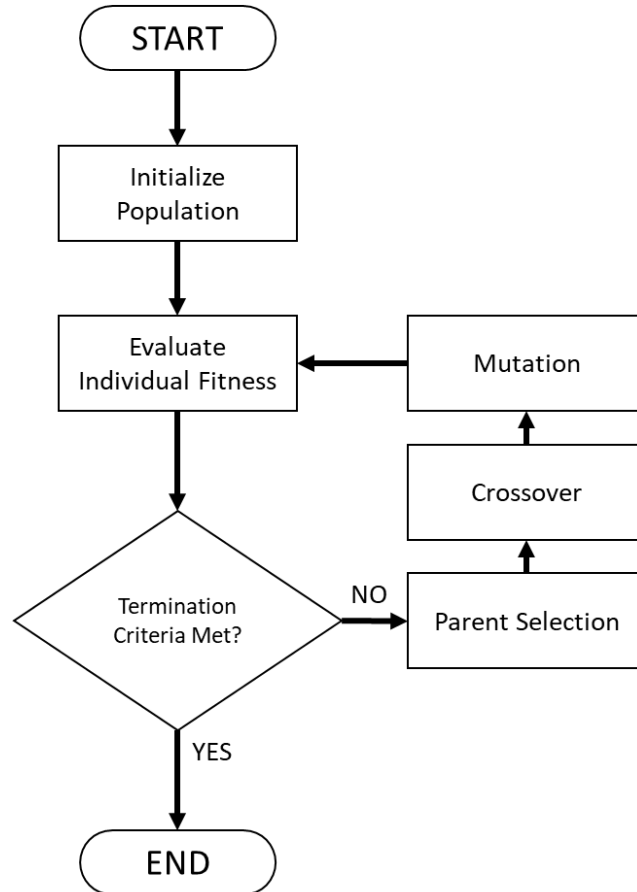 START
Initialize
Population
Evaluate
Individual Fitness
Mutation
Crossover
Termination
Criteria Met?
NO
Parent Selection
YES
END